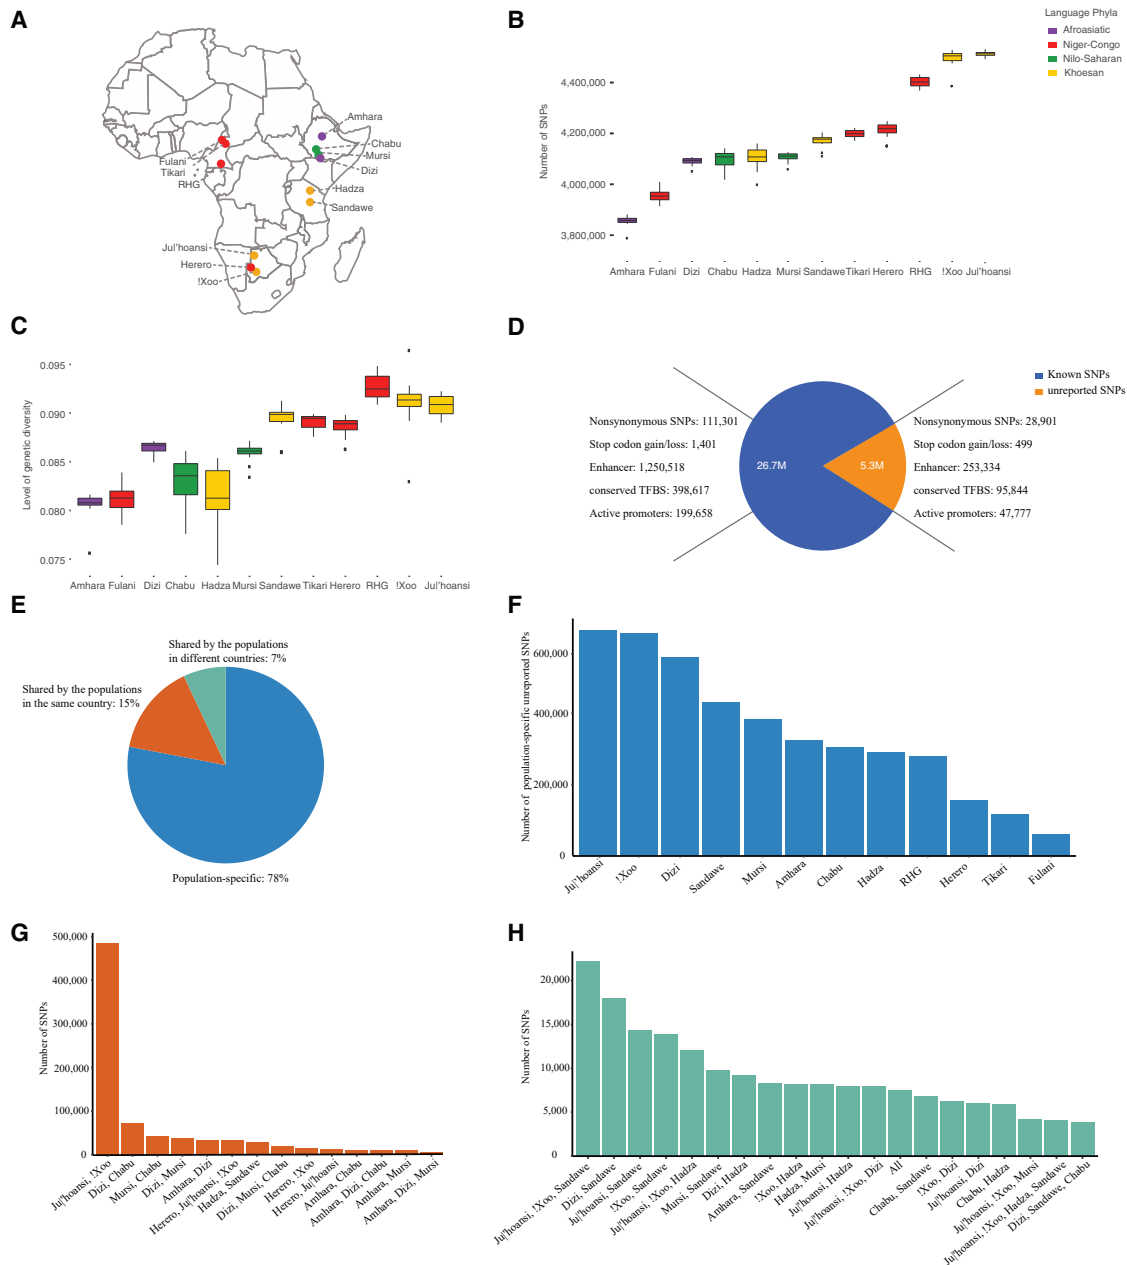 A
Amhara
Chabu
Mursi
Dizi
Fulani
Tikari
RHG
Hadza
Sandawe
Jul'hoansi
Herero
!Xoo
B
Language Phyla
Afroasiatic
Niger-Congo
Nilo-Saharan
Khoesan
Number of SNPs
4,400,000
4,200,000
4,000,000
3,800,000
Amhara Fulani Dizi Chabu Hadza Mursi Sandawe Tikari Herero RHG !Xoo Jul'hoansi
C
Level of genetic diversity
0.095
0.090
0.085
0.080
0.075
Amhara Fulani Dizi Chabu Hadza Mursi Sandawe Tikari Herero RHG !Xoo Jul'hoansi
D
Known SNPs
unreported SNPs
Nonsynonymous SNPs: 111,301
Stop codon gain/loss: 1,401
Enhancer: 1,250,518
conserved TFBS: 398,617
Active promoters: 199,658
26.7M
5.3M
Nonsynonymous SNPs: 28,901
Stop codon gain/loss: 499
Enhancer: 253,334
conserved TFBS: 95,844
Active promoters: 47,777
E
Shared by the populations
in different countries: 7%
Shared by the populations
in the same country: 15%
Population-specific: 78%
F
Number of population-specific unreported SNPs
600,000
400,000
200,000
0
Ju|'hoansi
!Xoo
Dizi
Sandawe
Mursi
Amhara
Chabu
Hadza
RHG
Herero
Tikari
Fulani
G
Number of SNPs
500,000
400,000
300,000
200,000
100,000
0
Ju|'hoansi, !Xoo
Dizi, Chabu
Mursi, Chabu
Dizi, Mursi
Amhara, Dizi
Herero, Ju|'hoansi, !Xoo
Hadza, Sandawe
Dizi, Mursi, Chabu
Herero, !Xoo
Herero, Ju|'hoansi
Amhara, Chabu
Amhara, Dizi, Chabu
Amhara, Mursi
Amhara, Dizi, Mursi
H
Number of SNPs
20,000
15,000
10,000
5,000
0
Ju|'hoansi, !Xoo, Sandawe
Dizi, Sandawe
Ju|'hoansi, Sandawe
!Xoo, Sandawe
Ju|'hoansi, !Xoo, Hadza
Mursi, Sandawe
Dizi, Hadza
Amhara, Sandawe
!Xoo, Hadza
Hadza, Mursi
Ju|'hoansi, Hadza
Ju|'hoansi, !Xoo, Dizi
All
Chabu, Sandawe
!Xoo, Dizi
Ju|'hoansi, Dizi
Chabu, Hadza
Ju|'hoansi, !Xoo, Mursi
Ju|'hoansi, !Xoo, Hadza, Sandawe
Dizi, Sandawe, Chabu